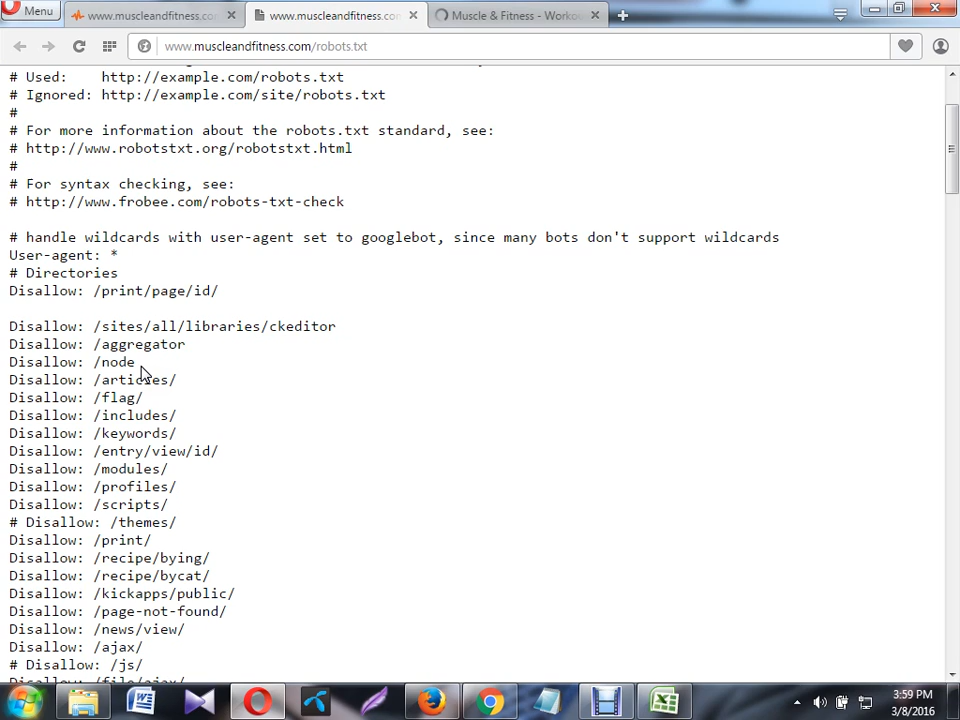 Menu
www.muscleandfitness.co
www.muscleandfitness.co
Muscle & Fitness - Workou
www.muscleandfitness.com/robots.txt
# Used:    http://example.com/robots.txt
# Ignored: http://example.com/site/robots.txt
#
# For more information about the robots.txt standard, see:
# http://www.robotstxt.org/robotstxt.html
#
# For syntax checking, see:
# http://www.frobee.com/robots-txt-check
# handle wildcards with user-agent set to googlebot, since many bots don't support wildcards
User-agent: *
# Directories
Disallow: /print/page/id/
Disallow: /sites/all/libraries/ckeditor
Disallow: /aggregator
Disallow: /node
Disallow: /articles/
Disallow: /flag/
Disallow: /includes/
Disallow: /keywords/
Disallow: /entry/view/id/
Disallow: /modules/
Disallow: /profiles/
Disallow: /scripts/
# Disallow: /themes/
Disallow: /print/
Disallow: /recipe/bying/
Disallow: /recipe/bycat/
Disallow: /kickapps/public/
Disallow: /page-not-found/
Disallow: /news/view/
Disallow: /ajax/
# Disallow: /js/
Disallow: /file/ajax/
3:59 PM
3/8/2016